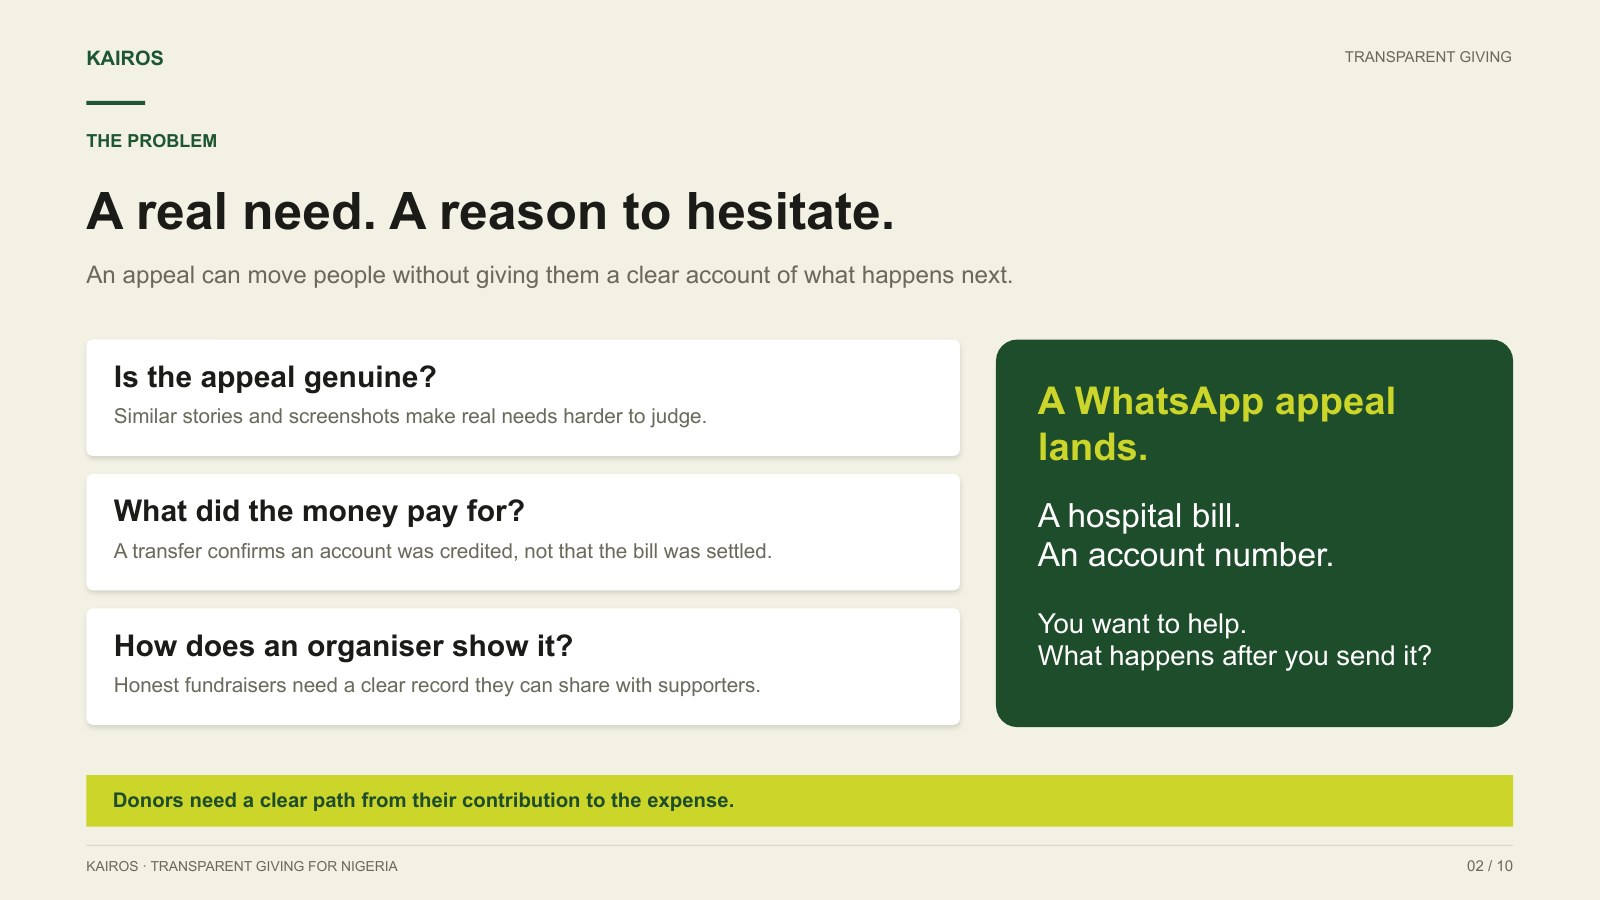 KAIROS
TRANSPARENT GIVING
THE PROBLEM
A real need. A reason to hesitate.
An appeal can move people without giving them a clear account of what happens next.
Is the appeal genuine?
Similar stories and screenshots make real needs harder to judge.
What did the money pay for?
A transfer confirms an account was credited, not that the bill was settled.
How does an organiser show it?
Honest fundraisers need a clear record they can share with supporters.
A WhatsApp appeal
lands.
A hospital bill.
An account number.
You want to help.
What happens after you send it?
Donors need a clear path from their contribution to the expense.
KAIROS · TRANSPARENT GIVING FOR NIGERIA
02 / 10